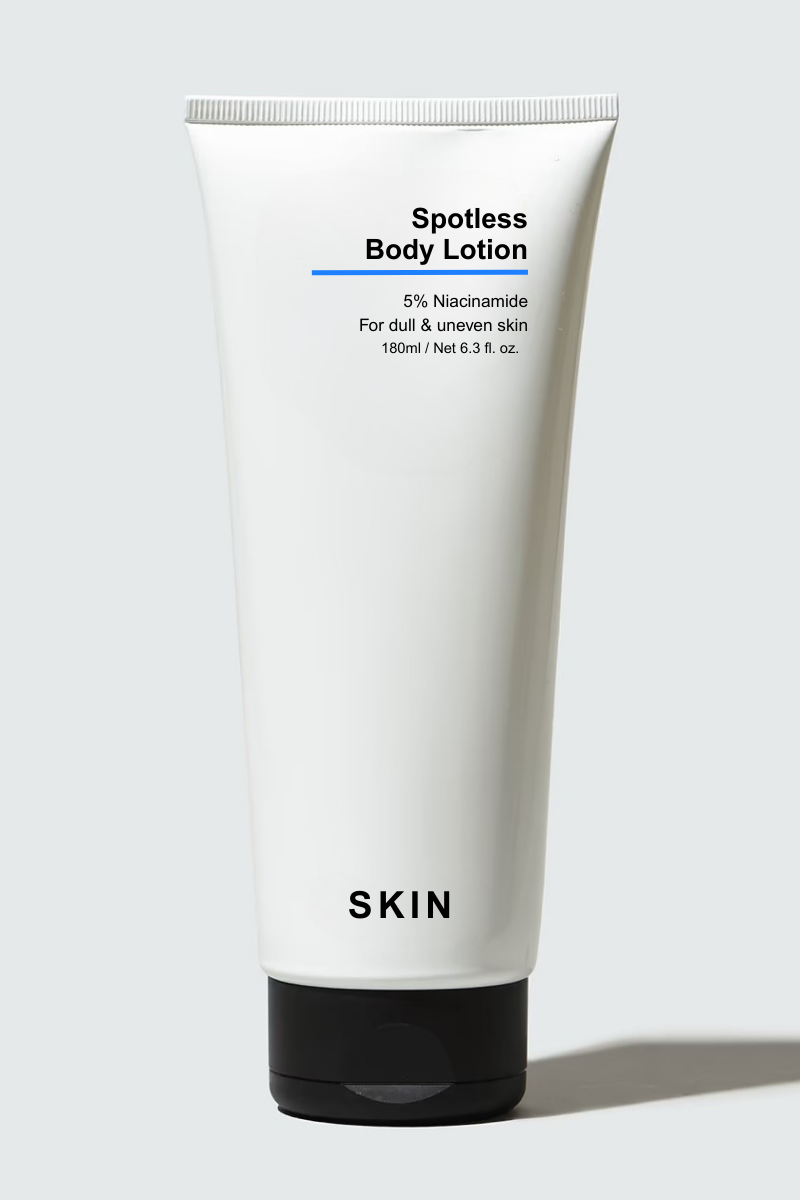 Spotless
Body Lotion
5% Niacinamide
For dull & uneven skin
180ml / Net 6.3 fl. oz.
SKIN